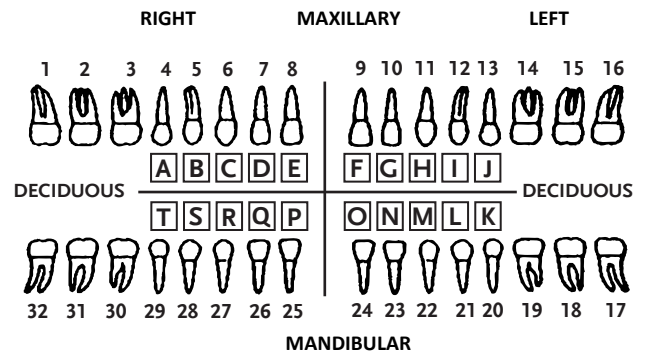 RIGHT MAXILLARY LEFT
1 2 3 4 5 6 7 8 9 10 11 12 13 14 15 16
A B C D E F G H I J
DECIDUOUS DECIDUOUS
T S R Q P O N M L K
32 31 30 29 28 27 26 25 24 23 22 21 20 19 18 17
MANDIBULAR